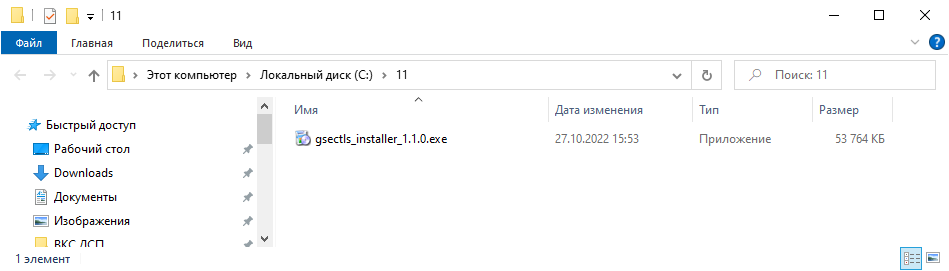 11
Файл Главная Поделиться Вид
Этот компьютер Локальный диск (C:) 11 Поиск: 11
Имя Дата изменения Тип Размер
Быстрый доступ
gsectls_installer_1.1.0.exe 27.10.2022 15:53 Приложение 53 764 КБ
Рабочий стол
Downloads
Документы
Изображения
ВКС ДСП
1 элемент